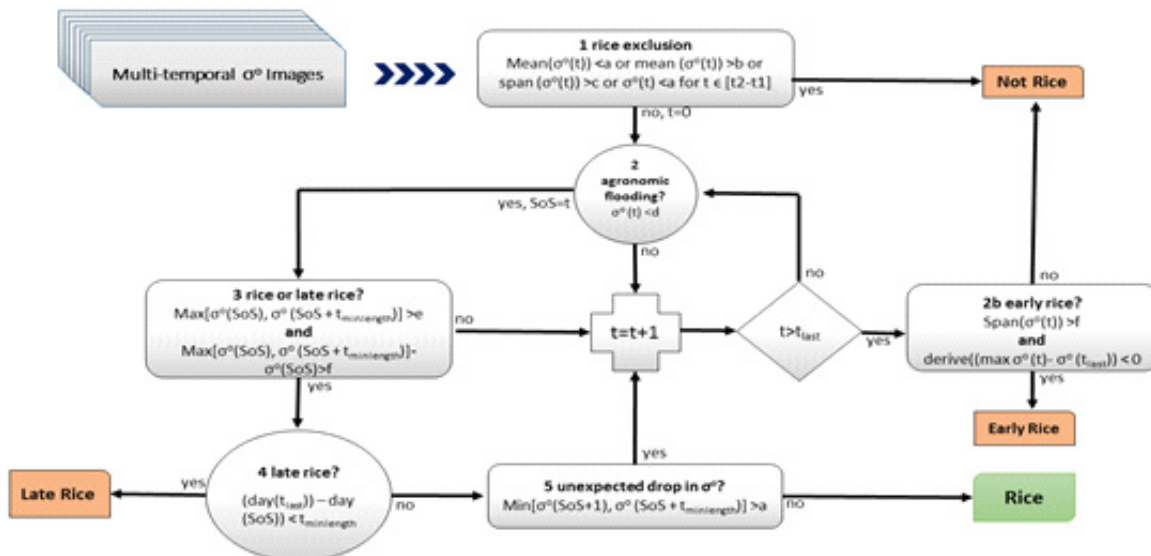 Multi-temporal σ° Images
1 rice exclusion
Mean(σ°(t)) <a or mean (σ°(t)) >b or
span (σ°(t)) >c or σ°(t) <a for t ϵ [t2-t1]
yes
Not Rice
no, t=0
2
agronomic
flooding?
σ° (t) <d
yes, SoS=t
no
no
no
3 rice or late rice?
Max[σ°(SoS), σ° (SoS + tminlength)] >e
and
Max[σ°(SoS), σ° (SoS + tminlength)]-
σ°(SoS)>f
no
t=t+1
t>tlast
yes
2b early rice?
Span(σ°(t)) >f
and
derive((max σ° (t)- σ° (tlast)) < 0
yes
yes
Early Rice
4 late rice?
(day(tlast)) – day
(SoS)) < tminlength
yes
Late Rice
no
yes
5 unexpected drop in σ°?
Min[σ°(SoS+1), σ° (SoS + tminlength)] >a
no
Rice